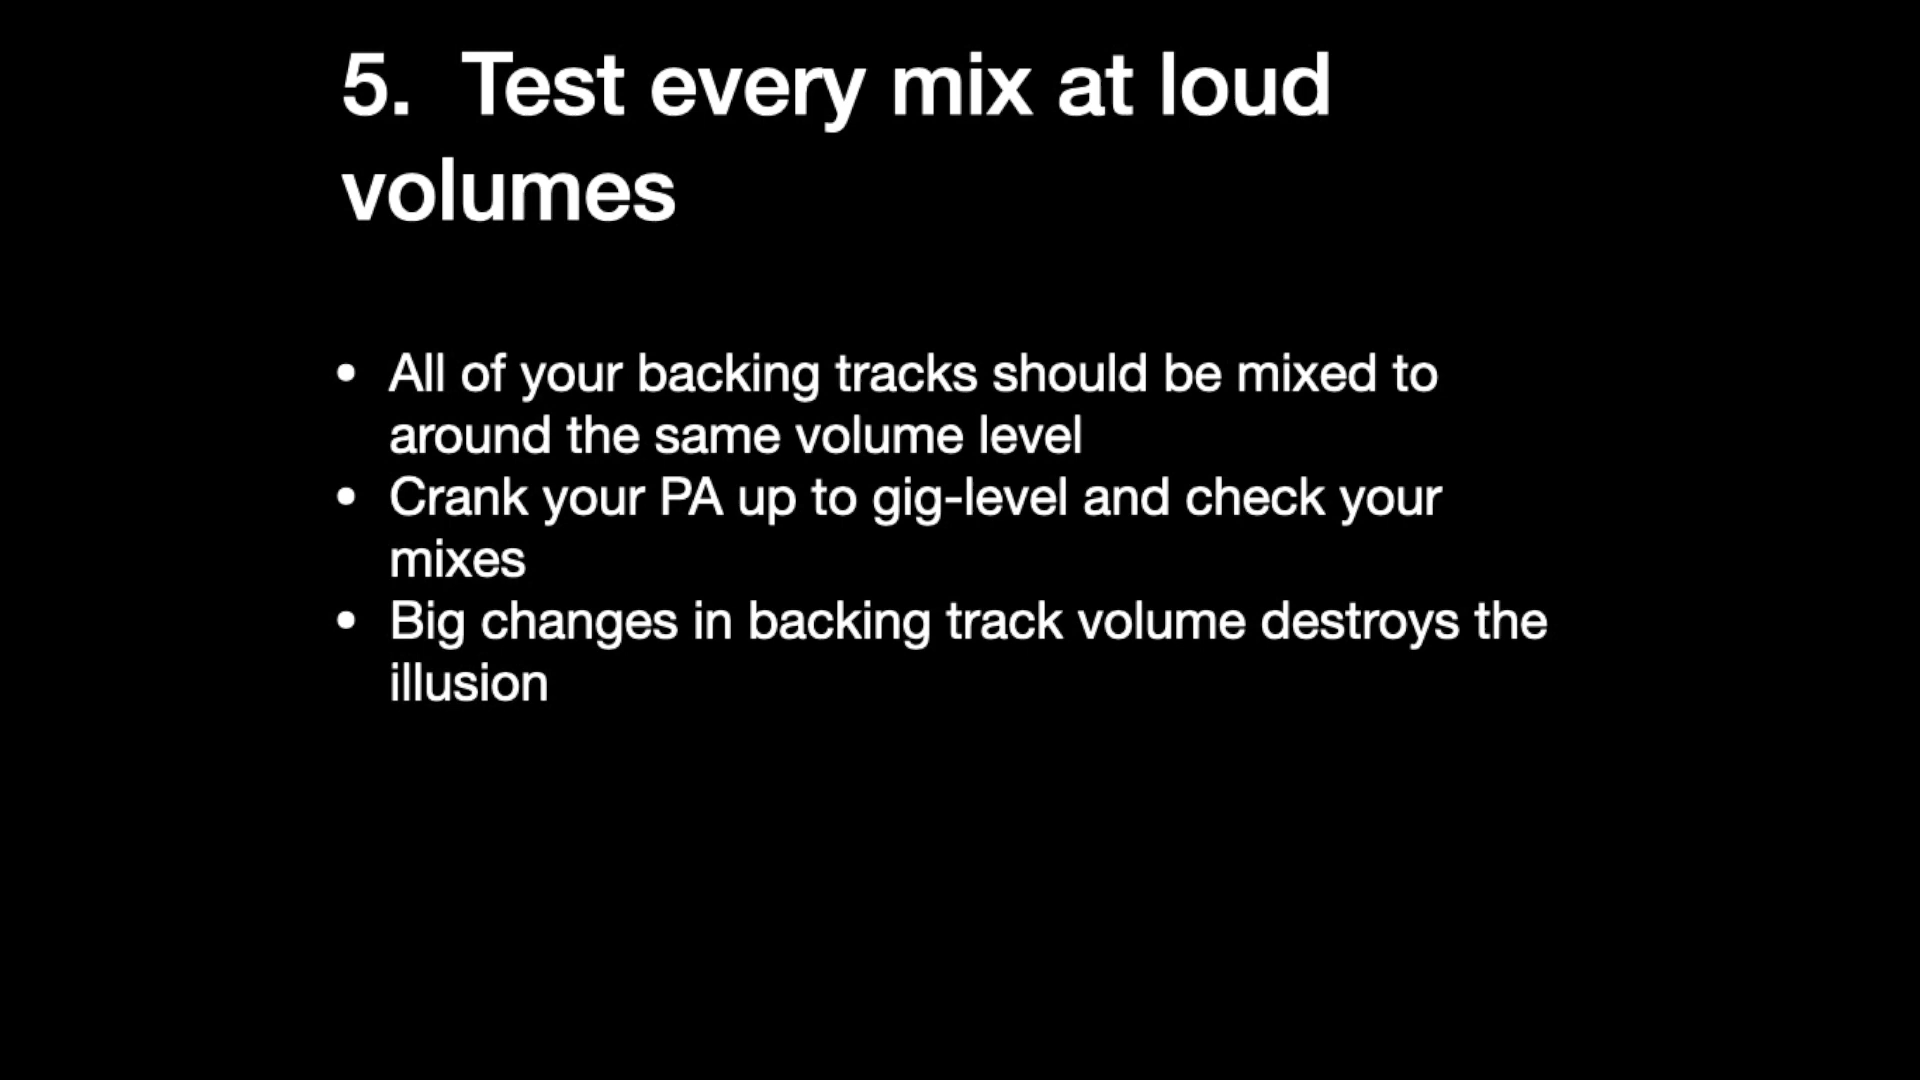 5.  Test every mix at loud
volumes
• All of your backing tracks should be mixed to
around the same volume level
• Crank your PA up to gig-level and check your
mixes
• Big changes in backing track volume destroys the
illusion